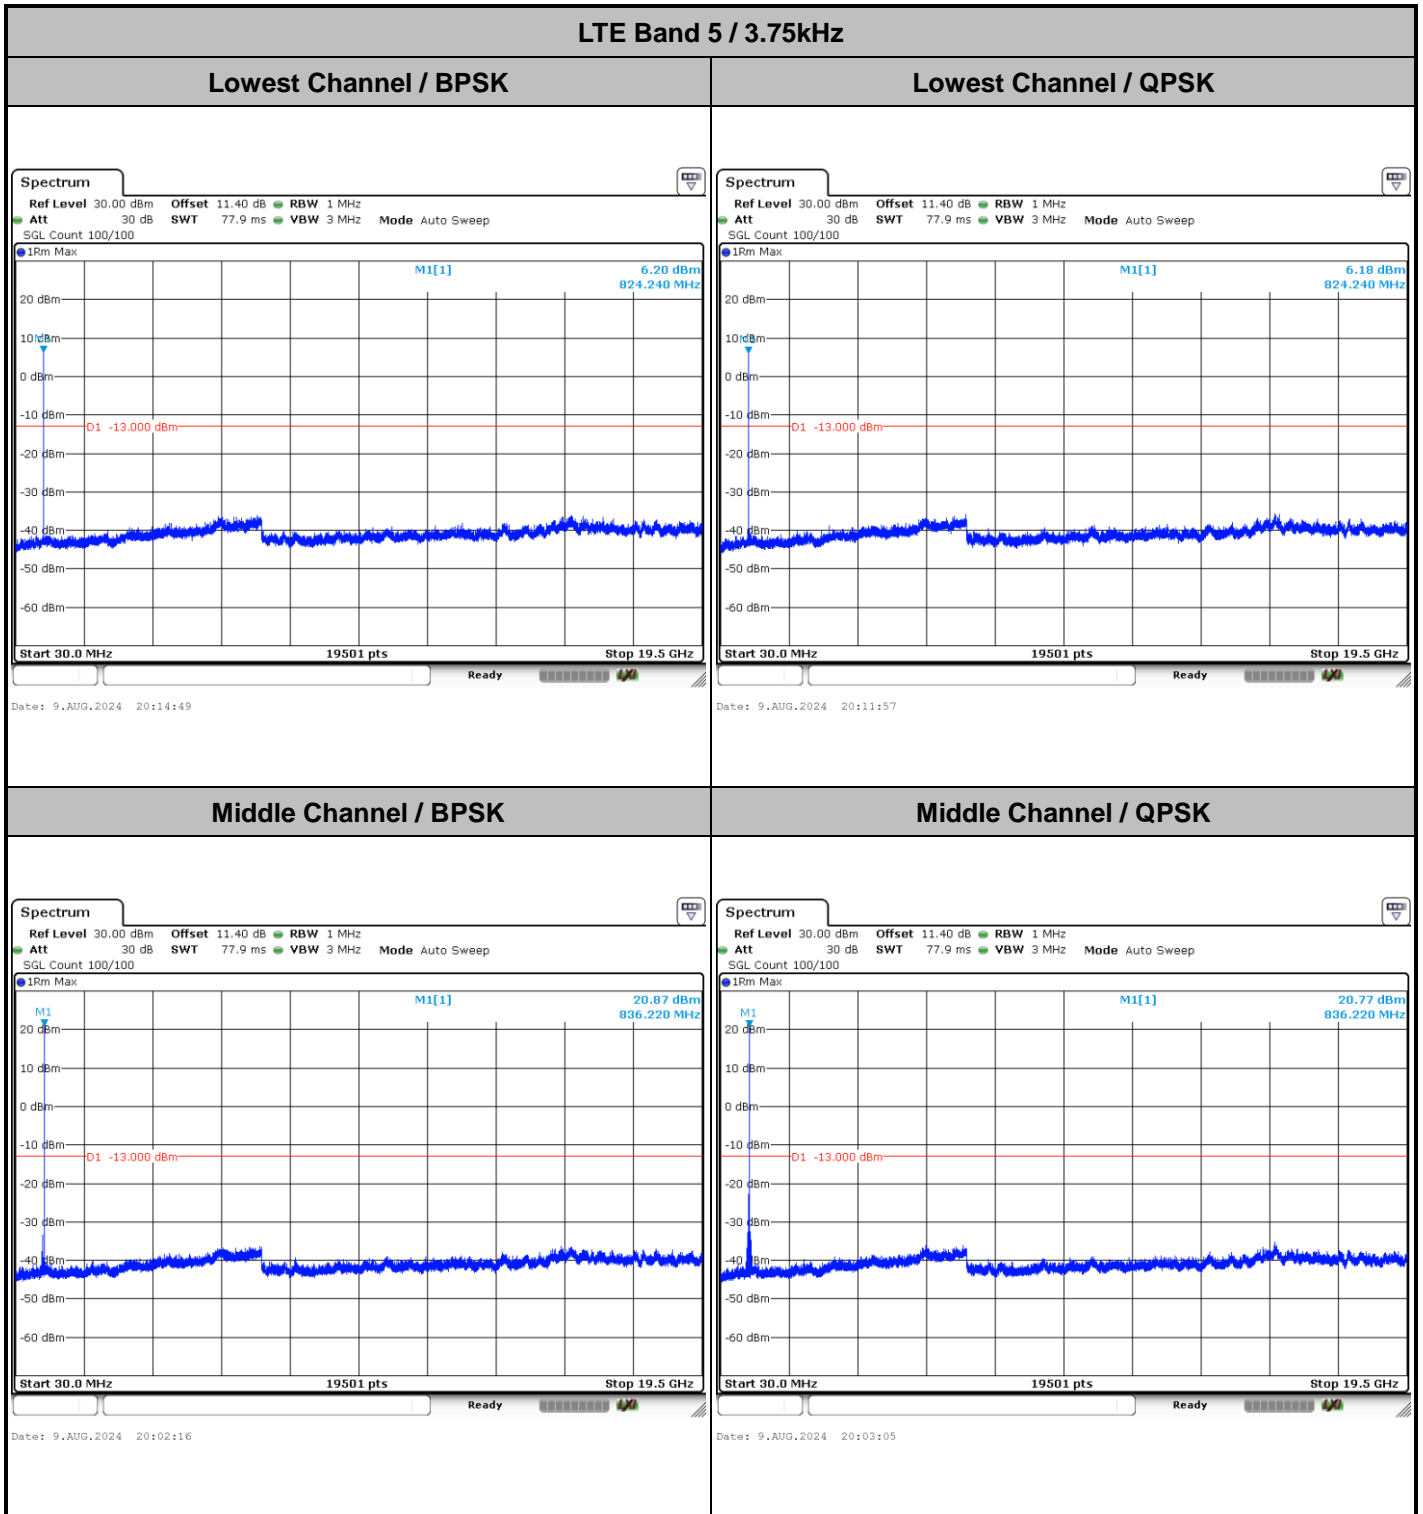 LTE Band 5 / 3.75kHz
Lowest Channel / BPSK
Lowest Channel / QPSK
Spectrum
Ref Level 30.00 dBm Offset 11.40 dB RBW 1 MHz
Att 30 dB SWT 77.9 ms VBW 3 MHz Mode Auto Sweep
SGL Count 100/100
1Rm Max
M1[1] 6.20 dBm
824.240 MHz
20 dBm
10 dBm
0 dBm
-10 dBm
D1 -13.000 dBm
-20 dBm
-30 dBm
-40 dBm
-50 dBm
-60 dBm
Start 30.0 MHz 19501 pts Stop 19.5 GHz
Ready LXI
Date: 9.AUG.2024 20:14:49
Spectrum
Ref Level 30.00 dBm Offset 11.40 dB RBW 1 MHz
Att 30 dB SWT 77.9 ms VBW 3 MHz Mode Auto Sweep
SGL Count 100/100
1Rm Max
M1[1] 6.18 dBm
824.240 MHz
20 dBm
10 dBm
0 dBm
-10 dBm
D1 -13.000 dBm
-20 dBm
-30 dBm
-40 dBm
-50 dBm
-60 dBm
Start 30.0 MHz 19501 pts Stop 19.5 GHz
Ready LXI
Date: 9.AUG.2024 20:11:57
Middle Channel / BPSK
Middle Channel / QPSK
Spectrum
Ref Level 30.00 dBm Offset 11.40 dB RBW 1 MHz
Att 30 dB SWT 77.9 ms VBW 3 MHz Mode Auto Sweep
SGL Count 100/100
1Rm Max
M1[1] 20.87 dBm
836.220 MHz
M1
20 dBm
10 dBm
0 dBm
-10 dBm
D1 -13.000 dBm
-20 dBm
-30 dBm
-40 dBm
-50 dBm
-60 dBm
Start 30.0 MHz 19501 pts Stop 19.5 GHz
Ready LXI
Date: 9.AUG.2024 20:02:16
Spectrum
Ref Level 30.00 dBm Offset 11.40 dB RBW 1 MHz
Att 30 dB SWT 77.9 ms VBW 3 MHz Mode Auto Sweep
SGL Count 100/100
1Rm Max
M1[1] 20.77 dBm
836.220 MHz
M1
20 dBm
10 dBm
0 dBm
-10 dBm
D1 -13.000 dBm
-20 dBm
-30 dBm
-40 dBm
-50 dBm
-60 dBm
Start 30.0 MHz 19501 pts Stop 19.5 GHz
Ready LXI
Date: 9.AUG.2024 20:03:05